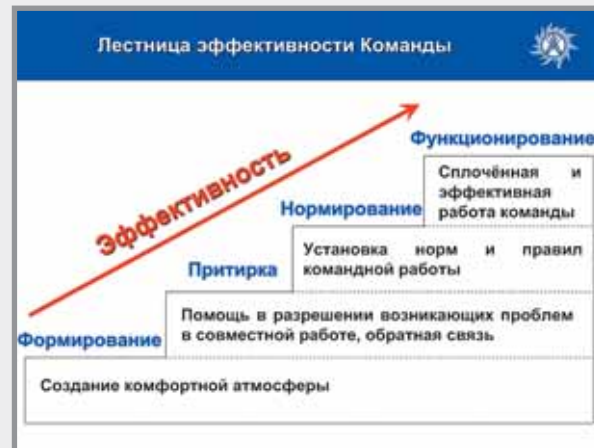 Лестница эффективности Команды
Эффективность
Функционирование
Сплочённая и
эффективная
работа команды
Нормирование
Установка норм и правил
командной работы
Притирка
Помощь в разрешении возникающих проблем
в совместной работе, обратная связь
Формирование
Создание комфортной атмосферы